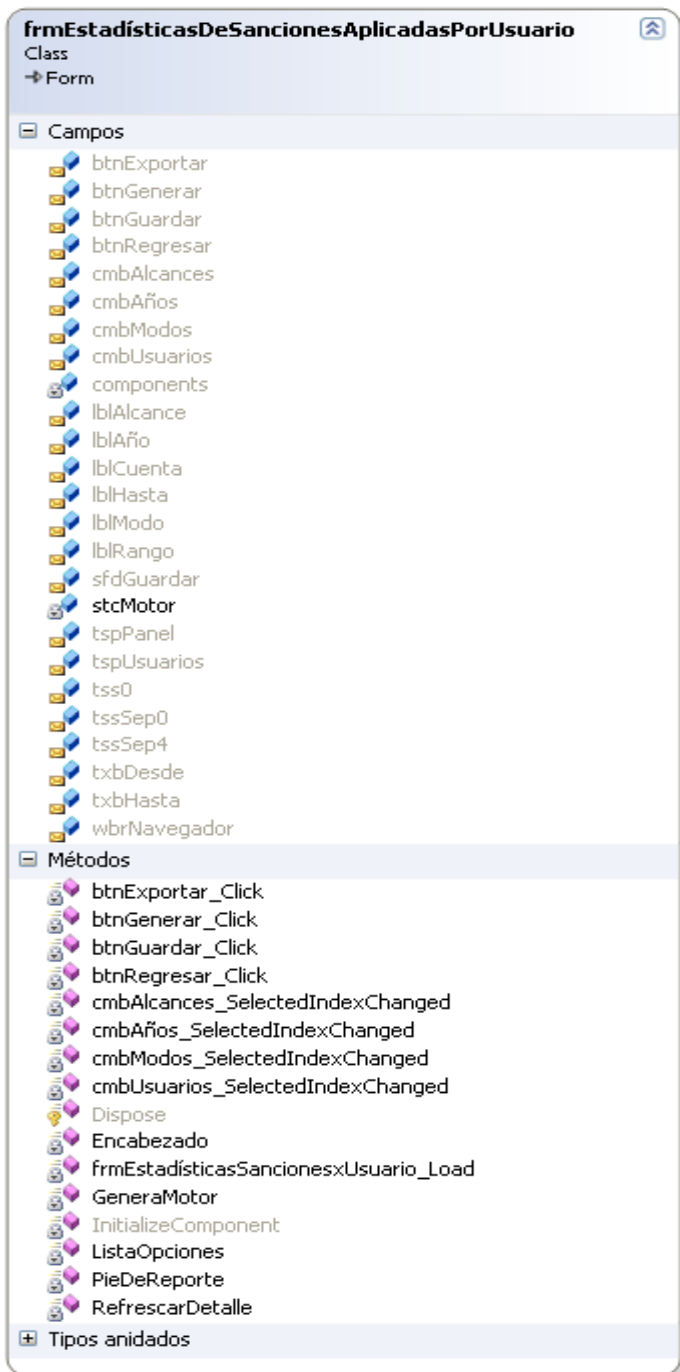 frmEstadísticasDeSancionesAplicadasPorUsuario
Class
Form
Campos
btnExportar
btnGenerar
btnGuardar
btnRegresar
cmbAlcances
cmbAños
cmbModos
cmbUsuarios
components
lblAlcance
lblAño
lblCuenta
lblHasta
lblModo
lblRango
sfdGuardar
stcMotor
tspPanel
tspUsuarios
tss0
tssSep0
tssSep4
txbDesde
txbHasta
wbrNavegador
Métodos
btnExportar_Click
btnGenerar_Click
btnGuardar_Click
btnRegresar_Click
cmbAlcances_SelectedIndexChanged
cmbAños_SelectedIndexChanged
cmbModos_SelectedIndexChanged
cmbUsuarios_SelectedIndexChanged
Dispose
Encabezado
frmEstadísticasSancionesxUsuario_Load
GeneraMotor
InitializeComponent
ListaOpciones
PieDeReporte
RefrescarDetalle
Tipos anidados